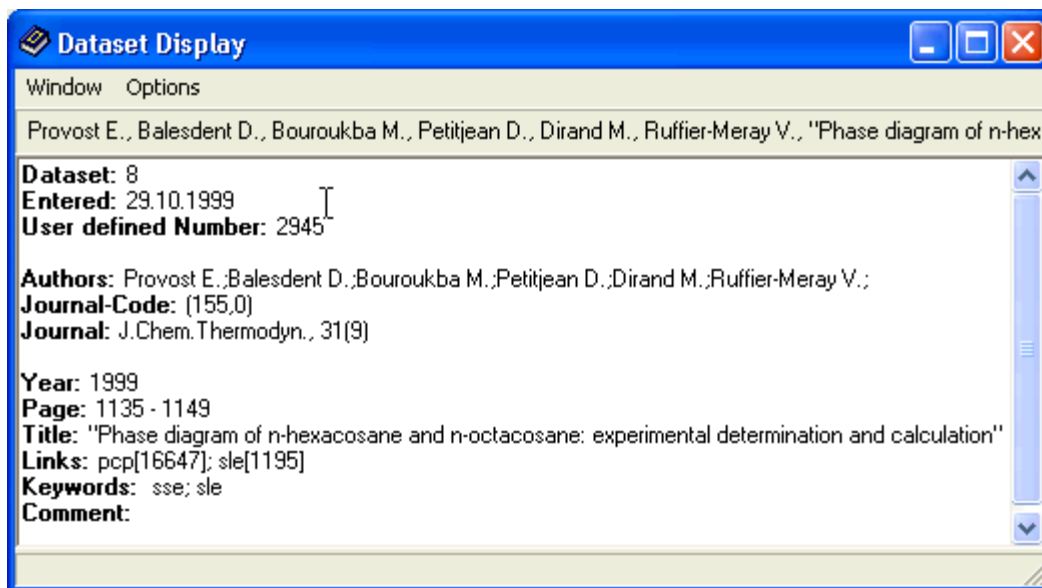 Dataset Display
Window Options
Provost E., Balesdent D., Bouroukba M., Petitjean D., Dirand M., Ruffier-Meray V., "Phase diagram of n-hex
Dataset: 8
Entered: 29.10.1999
User defined Number: 2945
Authors: Provost E.;Balesdent D.;Bouroukba M.;Petitjean D.;Dirand M.;Ruffier-Meray V.;
Journal-Code: (155,0)
Journal: J.Chem.Thermodyn., 31(9)
Year: 1999
Page: 1135 - 1149
Title: "Phase diagram of n-hexacosane and n-octacosane: experimental determination and calculation"
Links: pcp[16647]; sle[1195]
Keywords: sse; sle
Comment: